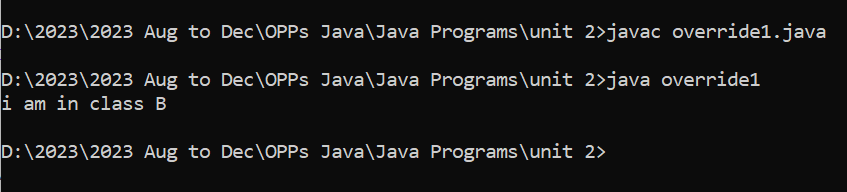 D:\2023\2023 Aug to Dec\OPPs Java\Java Programs\unit 2>javac override1.java
D:\2023\2023 Aug to Dec\OPPs Java\Java Programs\unit 2>java override1
i am in class B
D:\2023\2023 Aug to Dec\OPPs Java\Java Programs\unit 2>